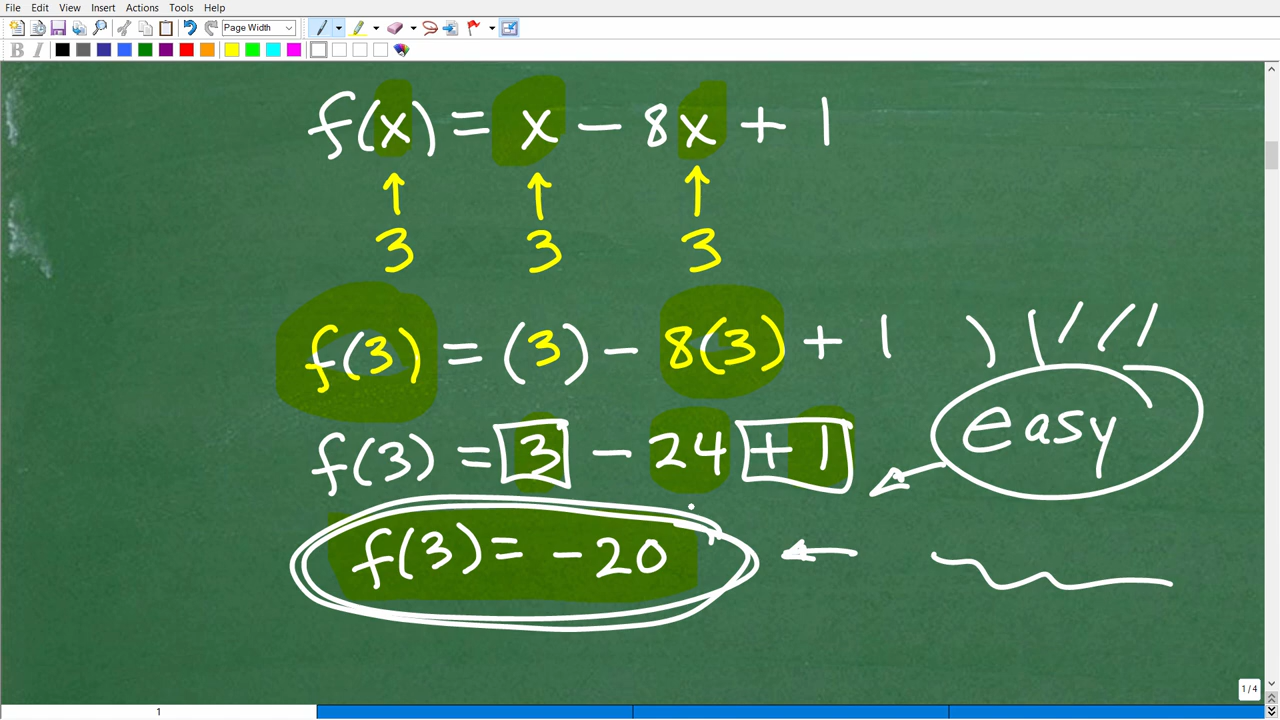 File Edit View Insert Actions Tools Help
Page Width
B I
f(x) = x - 8x + 1
3 3 3
f(3) = (3) - 8(3) + 1
easy
f(3) = 3 - 24 + 1
f(3) = -20
1/4
1